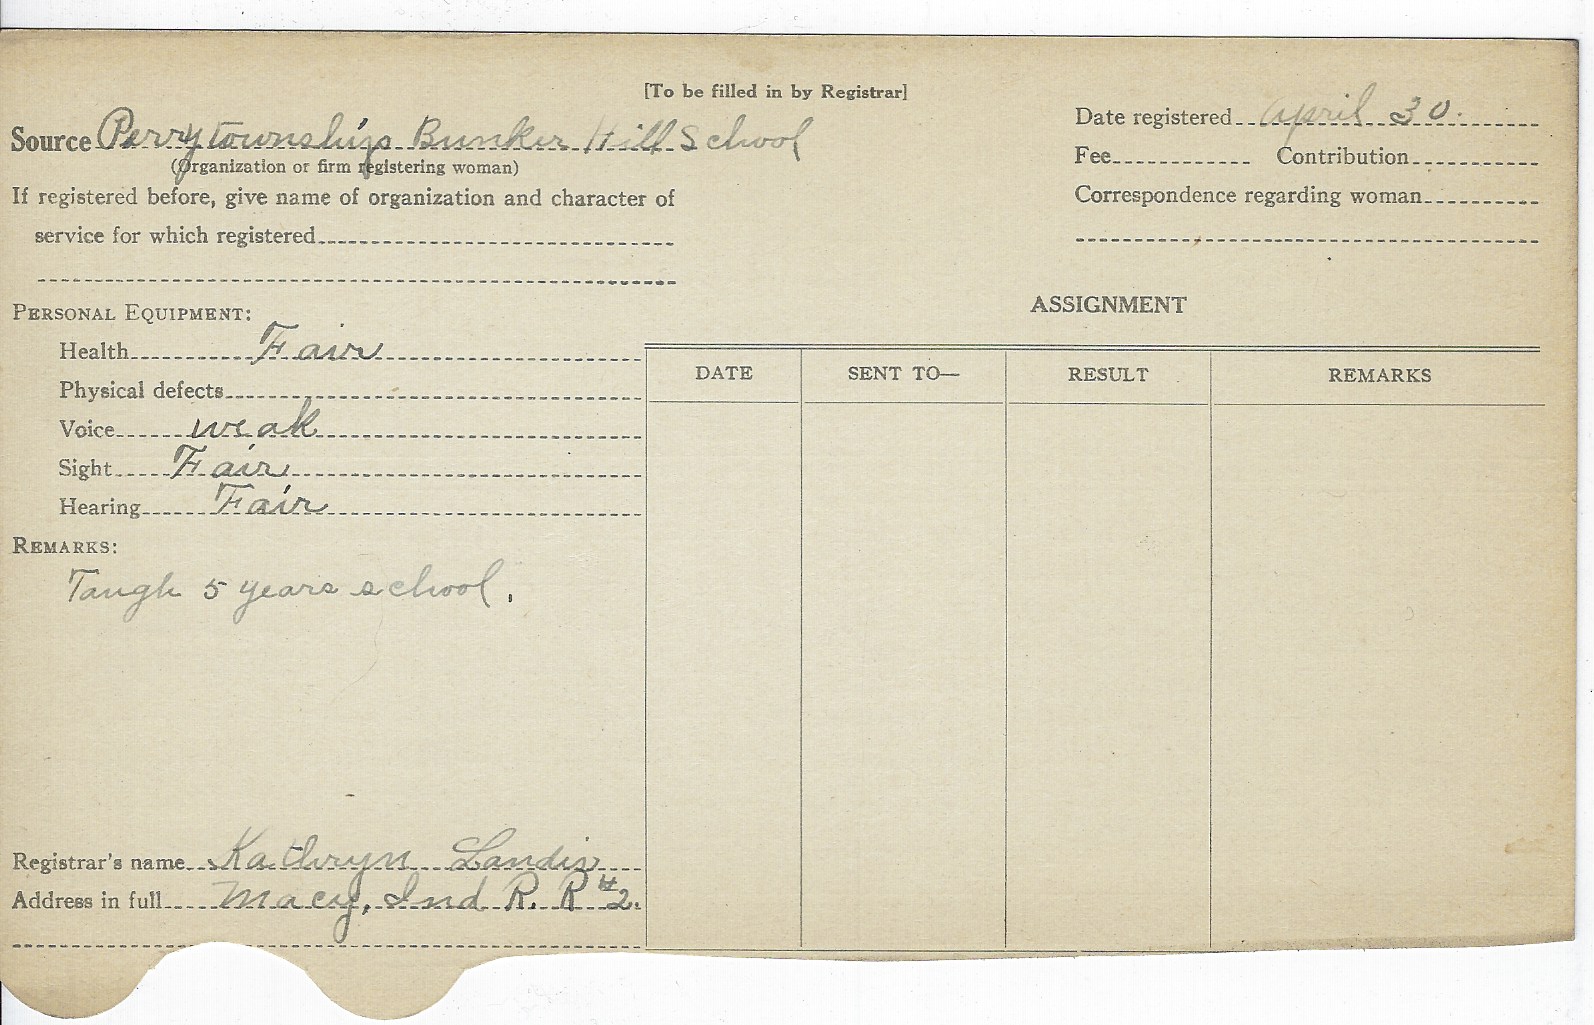 [To be filled in by Registrar]
Source Perry township Bunker Hill School
(Organization or firm registering woman)
If registered before, give name of organization and character of
service for which registered
Date registered April 30.
Fee Contribution
Correspondence regarding woman
PERSONAL EQUIPMENT:
Health Fair
Physical defects
Voice weak
Sight Fair
Hearing Fair
REMARKS:
Taugh 5 years school.
Registrar's name Kathryn Landis
Address in full Macy, Ind R. R #2.
ASSIGNMENT
DATE SENT TO— RESULT REMARKS